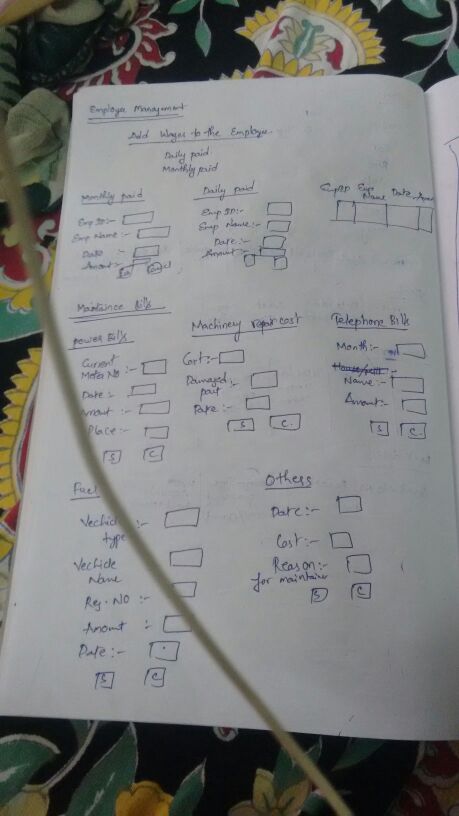 Employee Management
Add Wages to the Employee
Daily paid
Monthly paid
Monthly paid
Emp ID:-
Emp Name:-
Date :-
Amount:-
Daily paid
Emp ID:-
Emp Name:-
Date:-
Amount:-
Emp ID Emp Name Date Amount
Maintaince Bills
Power Bills
Current
Meter No :-
Date:-
Amount :-
Place:-
S C
Machinery repair cost
Cost:-
Damaged:-
part
Date:-
S C
Telephone Bills
Month:-
Name:-
Amount:-
S C
Fuel
Vechicle :-
type
Vechicle
Name
Reg. NO :-
Amount :-
Date:-
S C
Others
Date:-
Cost:-
Reason:-
for maintaince
S C